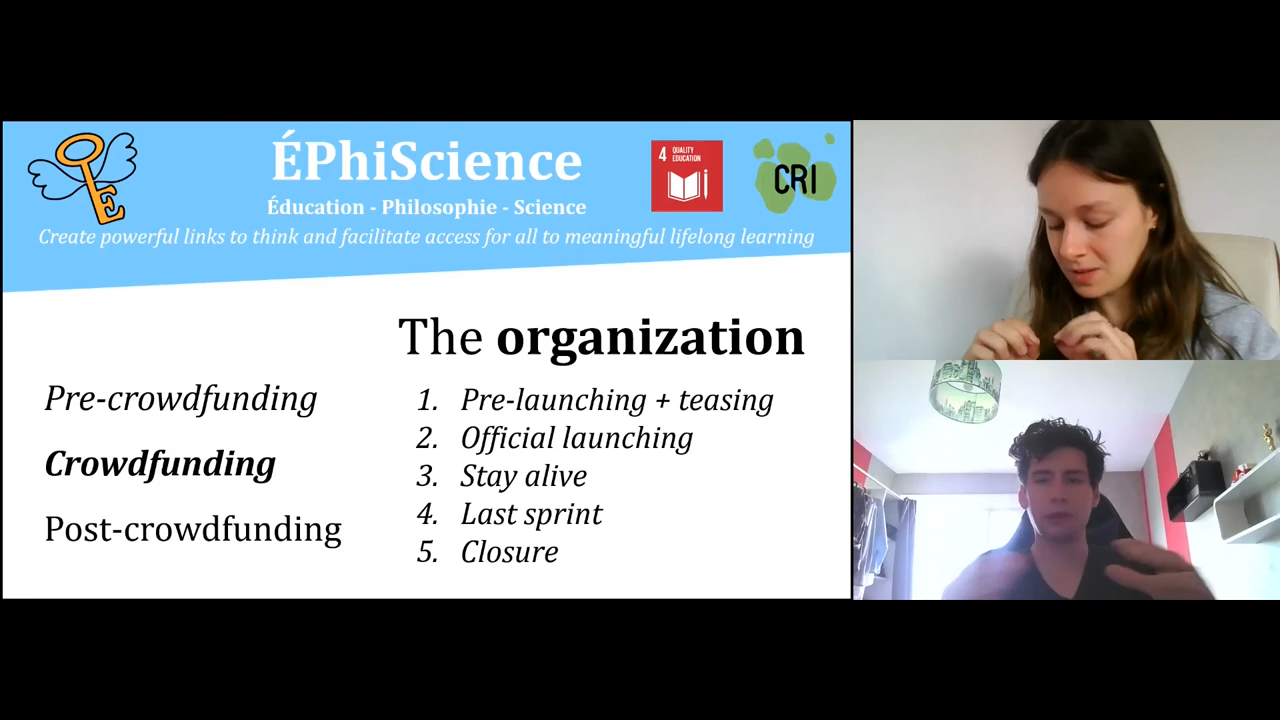 ÉPhiScience
Éducation - Philosophie - Science
Create powerful links to think and facilitate access for all to meaningful lifelong learning
E
4 QUALITY
EDUCATION
CRI
The organization
Pre-crowdfunding
Crowdfunding
Post-crowdfunding
1. Pre-launching + teasing
2. Official launching
3. Stay alive
4. Last sprint
5. Closure